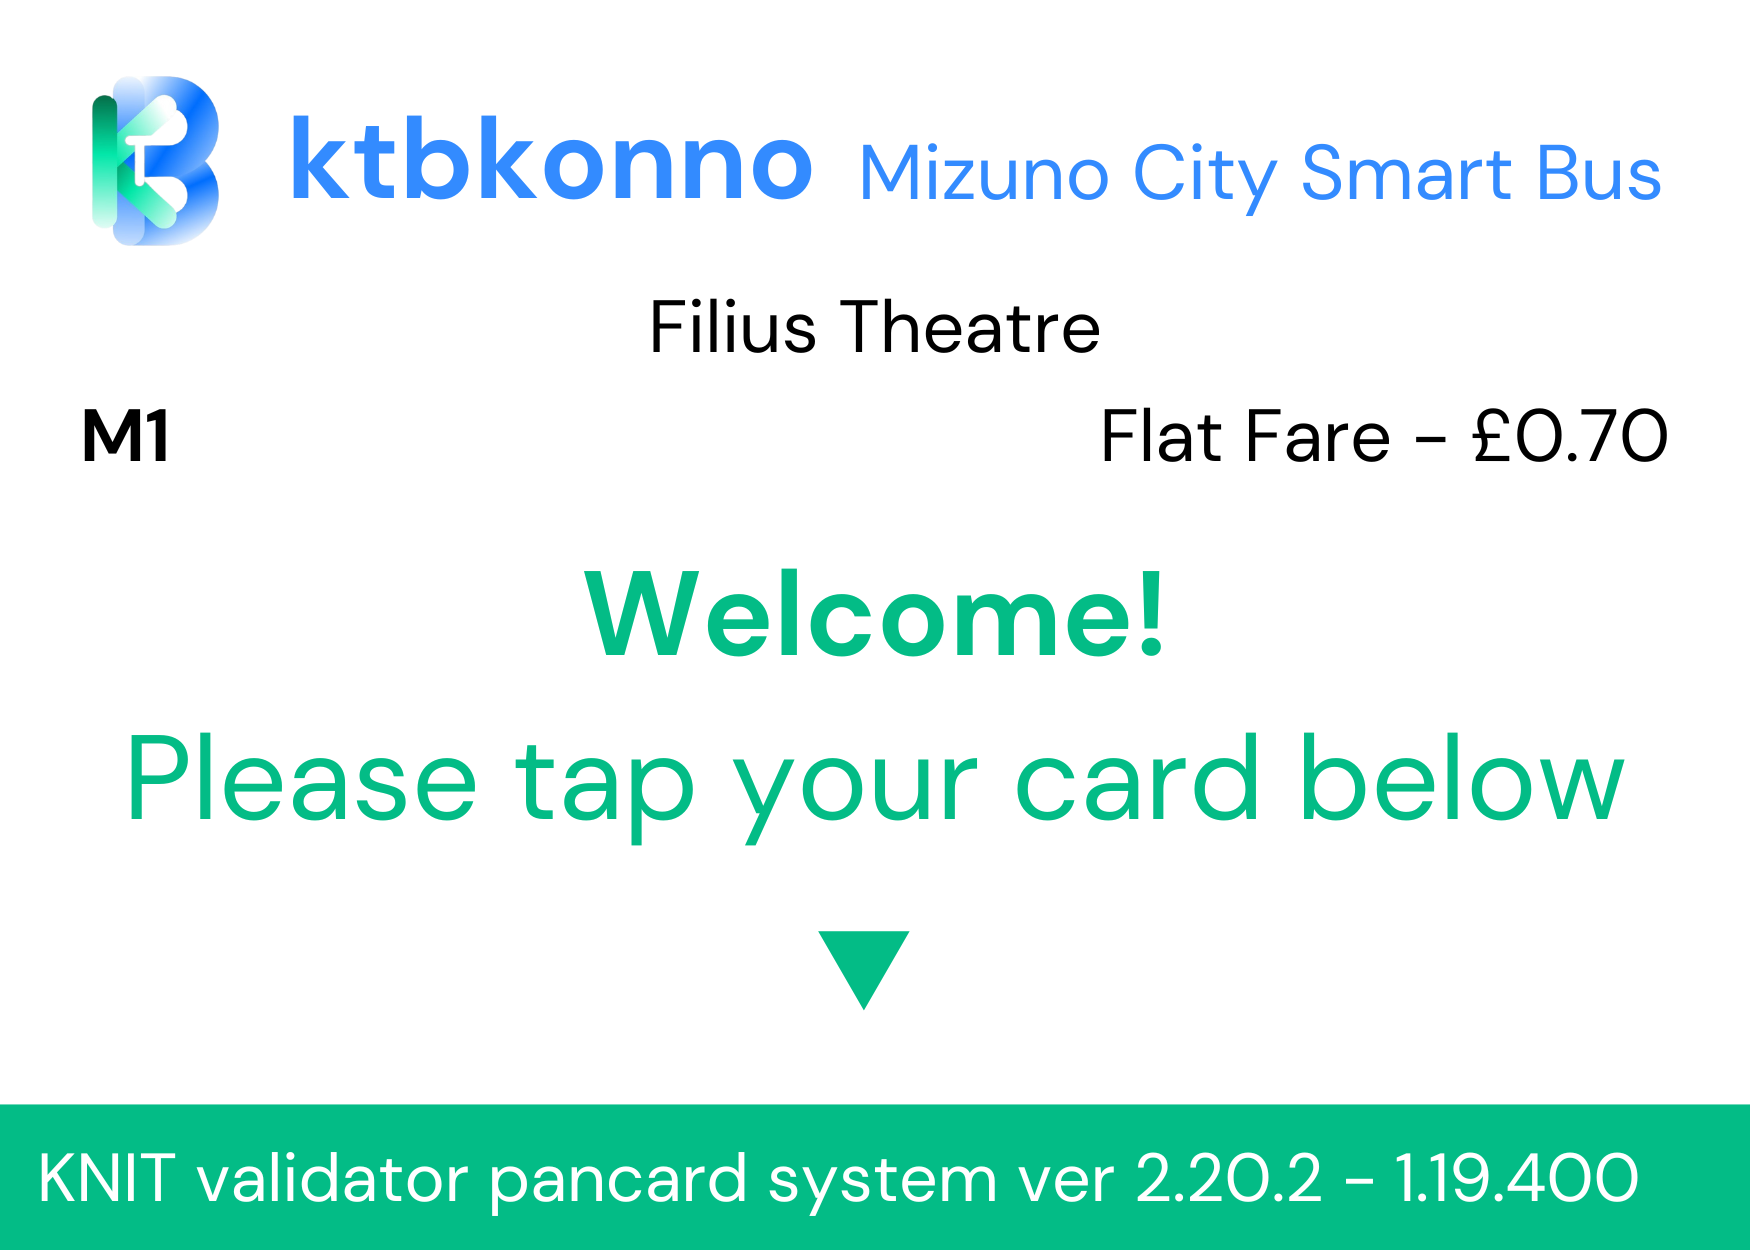 ktbkonno Mizuno City Smart Bus
Filius Theatre
M1 Flat Fare - £0.70
Welcome!
Please tap your card below
KNIT validator pancard system ver 2.20.2 - 1.19.400